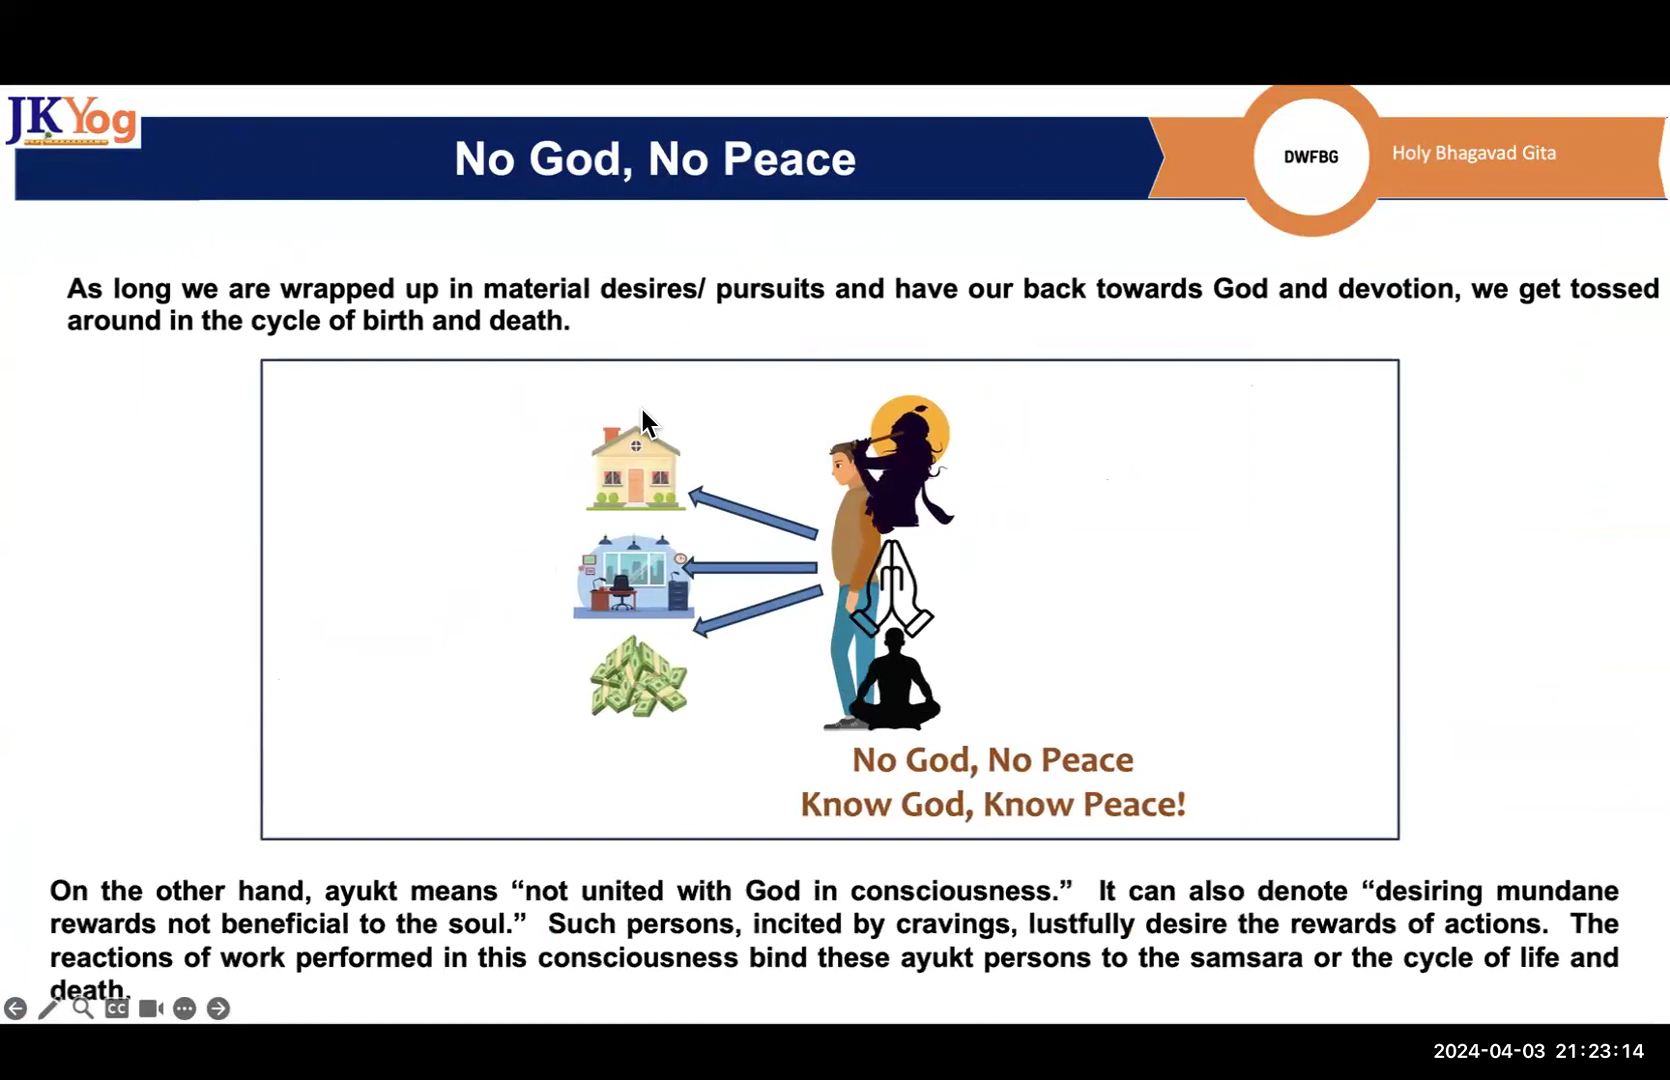 JKYog
No God, No Peace
DWFBG
Holy Bhagavad Gita
As long we are wrapped up in material desires/ pursuits and have our back towards God and devotion, we get tossed
around in the cycle of birth and death.
No God, No Peace
Know God, Know Peace!
On the other hand, ayukt means “not united with God in consciousness.” It can also denote “desiring mundane
rewards not beneficial to the soul.” Such persons, incited by cravings, lustfully desire the rewards of actions. The
reactions of work performed in this consciousness bind these ayukt persons to the samsara or the cycle of life and
death.
CC
2024-04-03 21:23:14